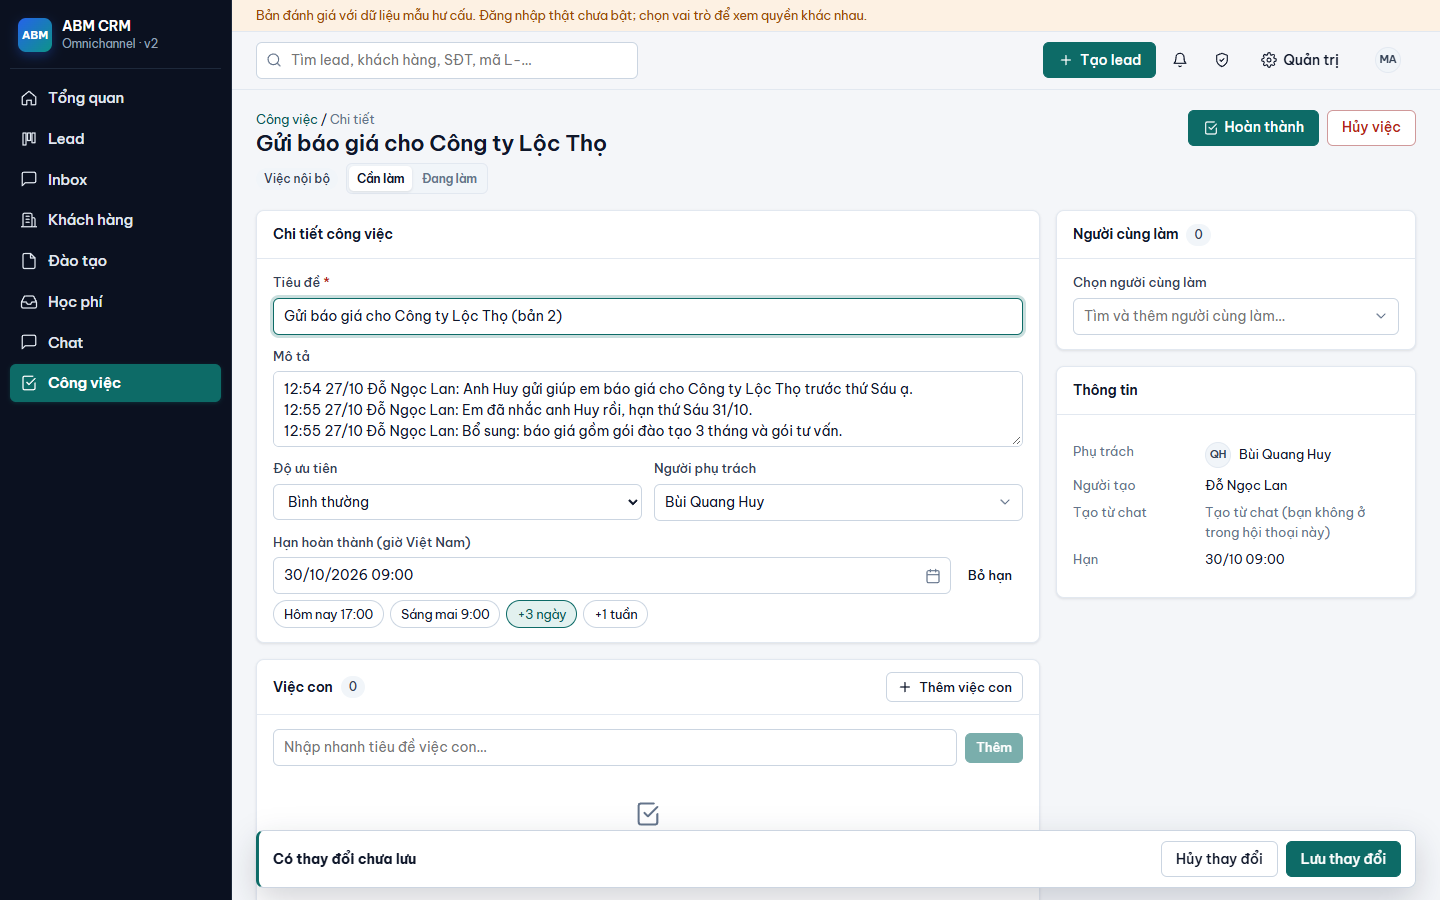 ABM
ABM CRM
Omnichannel · v2
Tổng quan
Lead
Inbox
Khách hàng
Đào tạo
Học phí
Chat
Công việc
Bản đánh giá với dữ liệu mẫu hư cấu. Đăng nhập thật chưa bật; chọn vai trò để xem quyền khác nhau.
Tìm lead, khách hàng, SĐT, mã L-...
Tạo lead
Quản trị
MA
Công việc / Chi tiết
Gửi báo giá cho Công ty Lộc Thọ
Hoàn thành
Hủy việc
Việc nội bộ
Cần làm
Đang làm
Chi tiết công việc
Tiêu đề *
Gửi báo giá cho Công ty Lộc Thọ (bản 2)
Mô tả
12:54 27/10 Đỗ Ngọc Lan: Anh Huy gửi giúp em báo giá cho Công ty Lộc Thọ trước thứ Sáu ạ.
12:55 27/10 Đỗ Ngọc Lan: Em đã nhắc anh Huy rồi, hạn thứ Sáu 31/10.
12:55 27/10 Đỗ Ngọc Lan: Bổ sung: báo giá gồm gói đào tạo 3 tháng và gói tư vấn.
Độ ưu tiên
Người phụ trách
Bình thường
Bùi Quang Huy
Hạn hoàn thành (giờ Việt Nam)
30/10/2026 09:00
Bỏ hạn
Hôm nay 17:00
Sáng mai 9:00
+3 ngày
+1 tuần
Việc con 0
Thêm việc con
Nhập nhanh tiêu đề việc con...
Thêm
Người cùng làm 0
Chọn người cùng làm
Tìm và thêm người cùng làm...
Thông tin
Phụ trách
QH Bùi Quang Huy
Người tạo
Đỗ Ngọc Lan
Tạo từ chat
Tạo từ chat (bạn không ở
trong hội thoại này)
Hạn
30/10 09:00
Có thay đổi chưa lưu
Hủy thay đổi
Lưu thay đổi